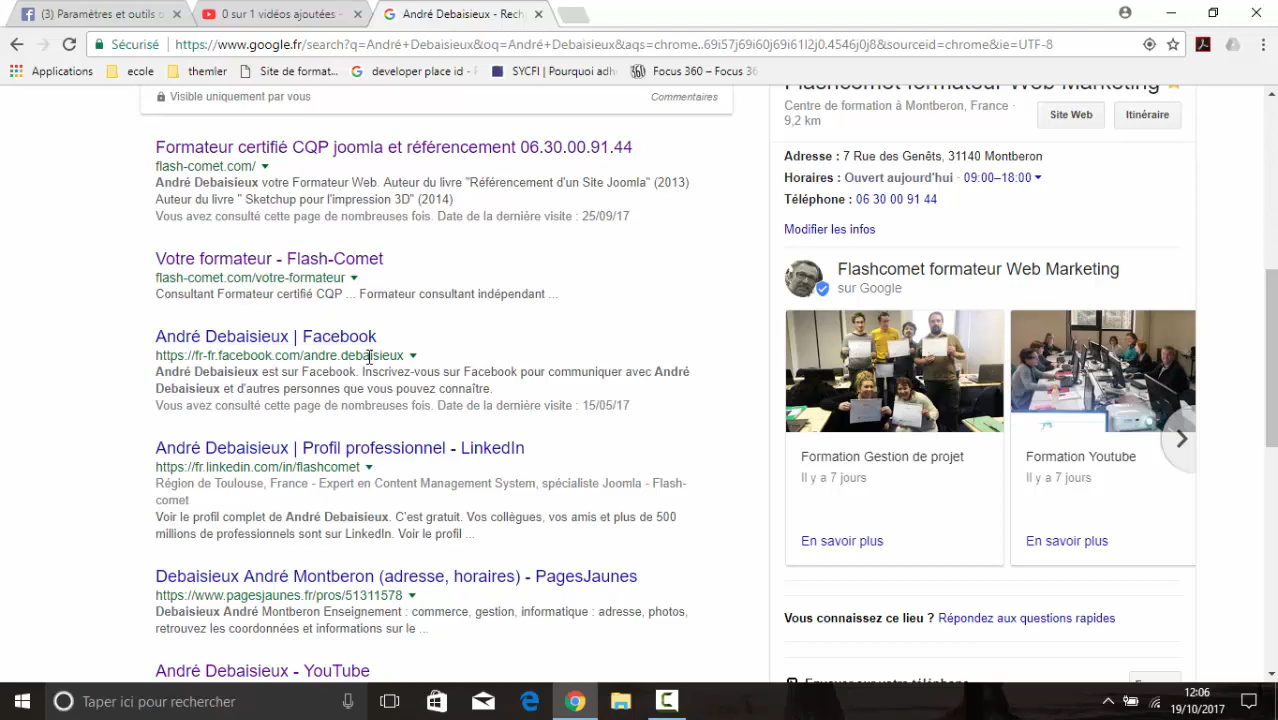 (3) Paramètres et outils d
0 sur 1 vidéos ajoutées -
André Debaisieux - Rech
Sécurisé
https://www.google.fr/search?q=André+Debaisieux&oq=André+Debaisieux&aqs=chrome..69i57j69i60j69i61l2j0.4546j0j8&sourceid=chrome&ie=UTF-8
Applications
ecole
themler
Site de format...
developer place id -
SYCFI | Pourquoi adh
Focus 360 – Focus 36
Visible uniquement par vous
Commentaires
Formateur certifié CQP joomla et référencement 06.30.00.91.44
flash-comet.com/
André Debaisieux votre Formateur Web. Auteur du livre "Référencement d'un Site Joomla" (2013)
Auteur du livre " Sketchup pour l'impression 3D" (2014)
Vous avez consulté cette page de nombreuses fois. Date de la dernière visite : 25/09/17
Votre formateur - Flash-Comet
flash-comet.com/votre-formateur
Consultant Formateur certifié CQP ... Formateur consultant indépendant ...
André Debaisieux | Facebook
https://fr-fr.facebook.com/andre.debaisieux
André Debaisieux est sur Facebook. Inscrivez-vous sur Facebook pour communiquer avec André
Debaisieux et d'autres personnes que vous pouvez connaître.
Vous avez consulté cette page de nombreuses fois. Date de la dernière visite : 15/05/17
André Debaisieux | Profil professionnel - LinkedIn
https://fr.linkedin.com/in/flashcomet
Région de Toulouse, France - Expert en Content Management System, spécialiste Joomla - Flash-
comet
Voir le profil complet de André Debaisieux. C'est gratuit. Vos collègues, vos amis et plus de 500
millions de professionnels sont sur LinkedIn. Voir le profil ...
Debaisieux André Montberon (adresse, horaires) - PagesJaunes
https://www.pagesjaunes.fr/pros/51311578
Debaisieux André Montberon Enseignement : commerce, gestion, informatique : adresse, photos,
retrouvez les coordonnées et informations sur le ...
André Debaisieux - YouTube
Flashcomet formateur Web Marketing
Centre de formation à Montberon, France ·
9,2 km
Site Web
Itinéraire
Adresse : 7 Rue des Genêts, 31140 Montberon
Horaires : Ouvert aujourd'hui · 09:00–18:00
Téléphone : 06 30 00 91 44
Modifier les infos
Flashcomet formateur Web Marketing
sur Google
Formation Gestion de projet
Il y a 7 jours
En savoir plus
Formation Youtube
Il y a 7 jours
En savoir plus
Vous connaissez ce lieu ? Répondez aux questions rapides
Envoyer sur votre téléphone
Taper ici pour rechercher
12:06
19/10/2017